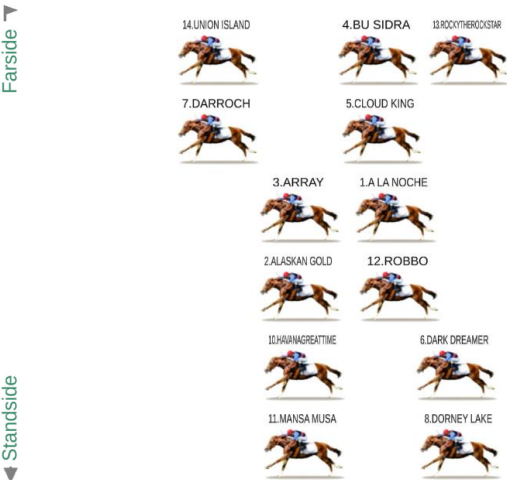 Farside
14.UNION ISLAND
4.BU SIDRA
13.ROCKYTHEROCKSTAR
7.DARROCH
5.CLOUD KING
3.ARRAY
1.A LA NOCHE
2.ALASKAN GOLD
12.ROBBO
10.HAVANAGREATTIME
6.DARK DREAMER
11.MANSA MUSA
8.DORNEY LAKE
Standside